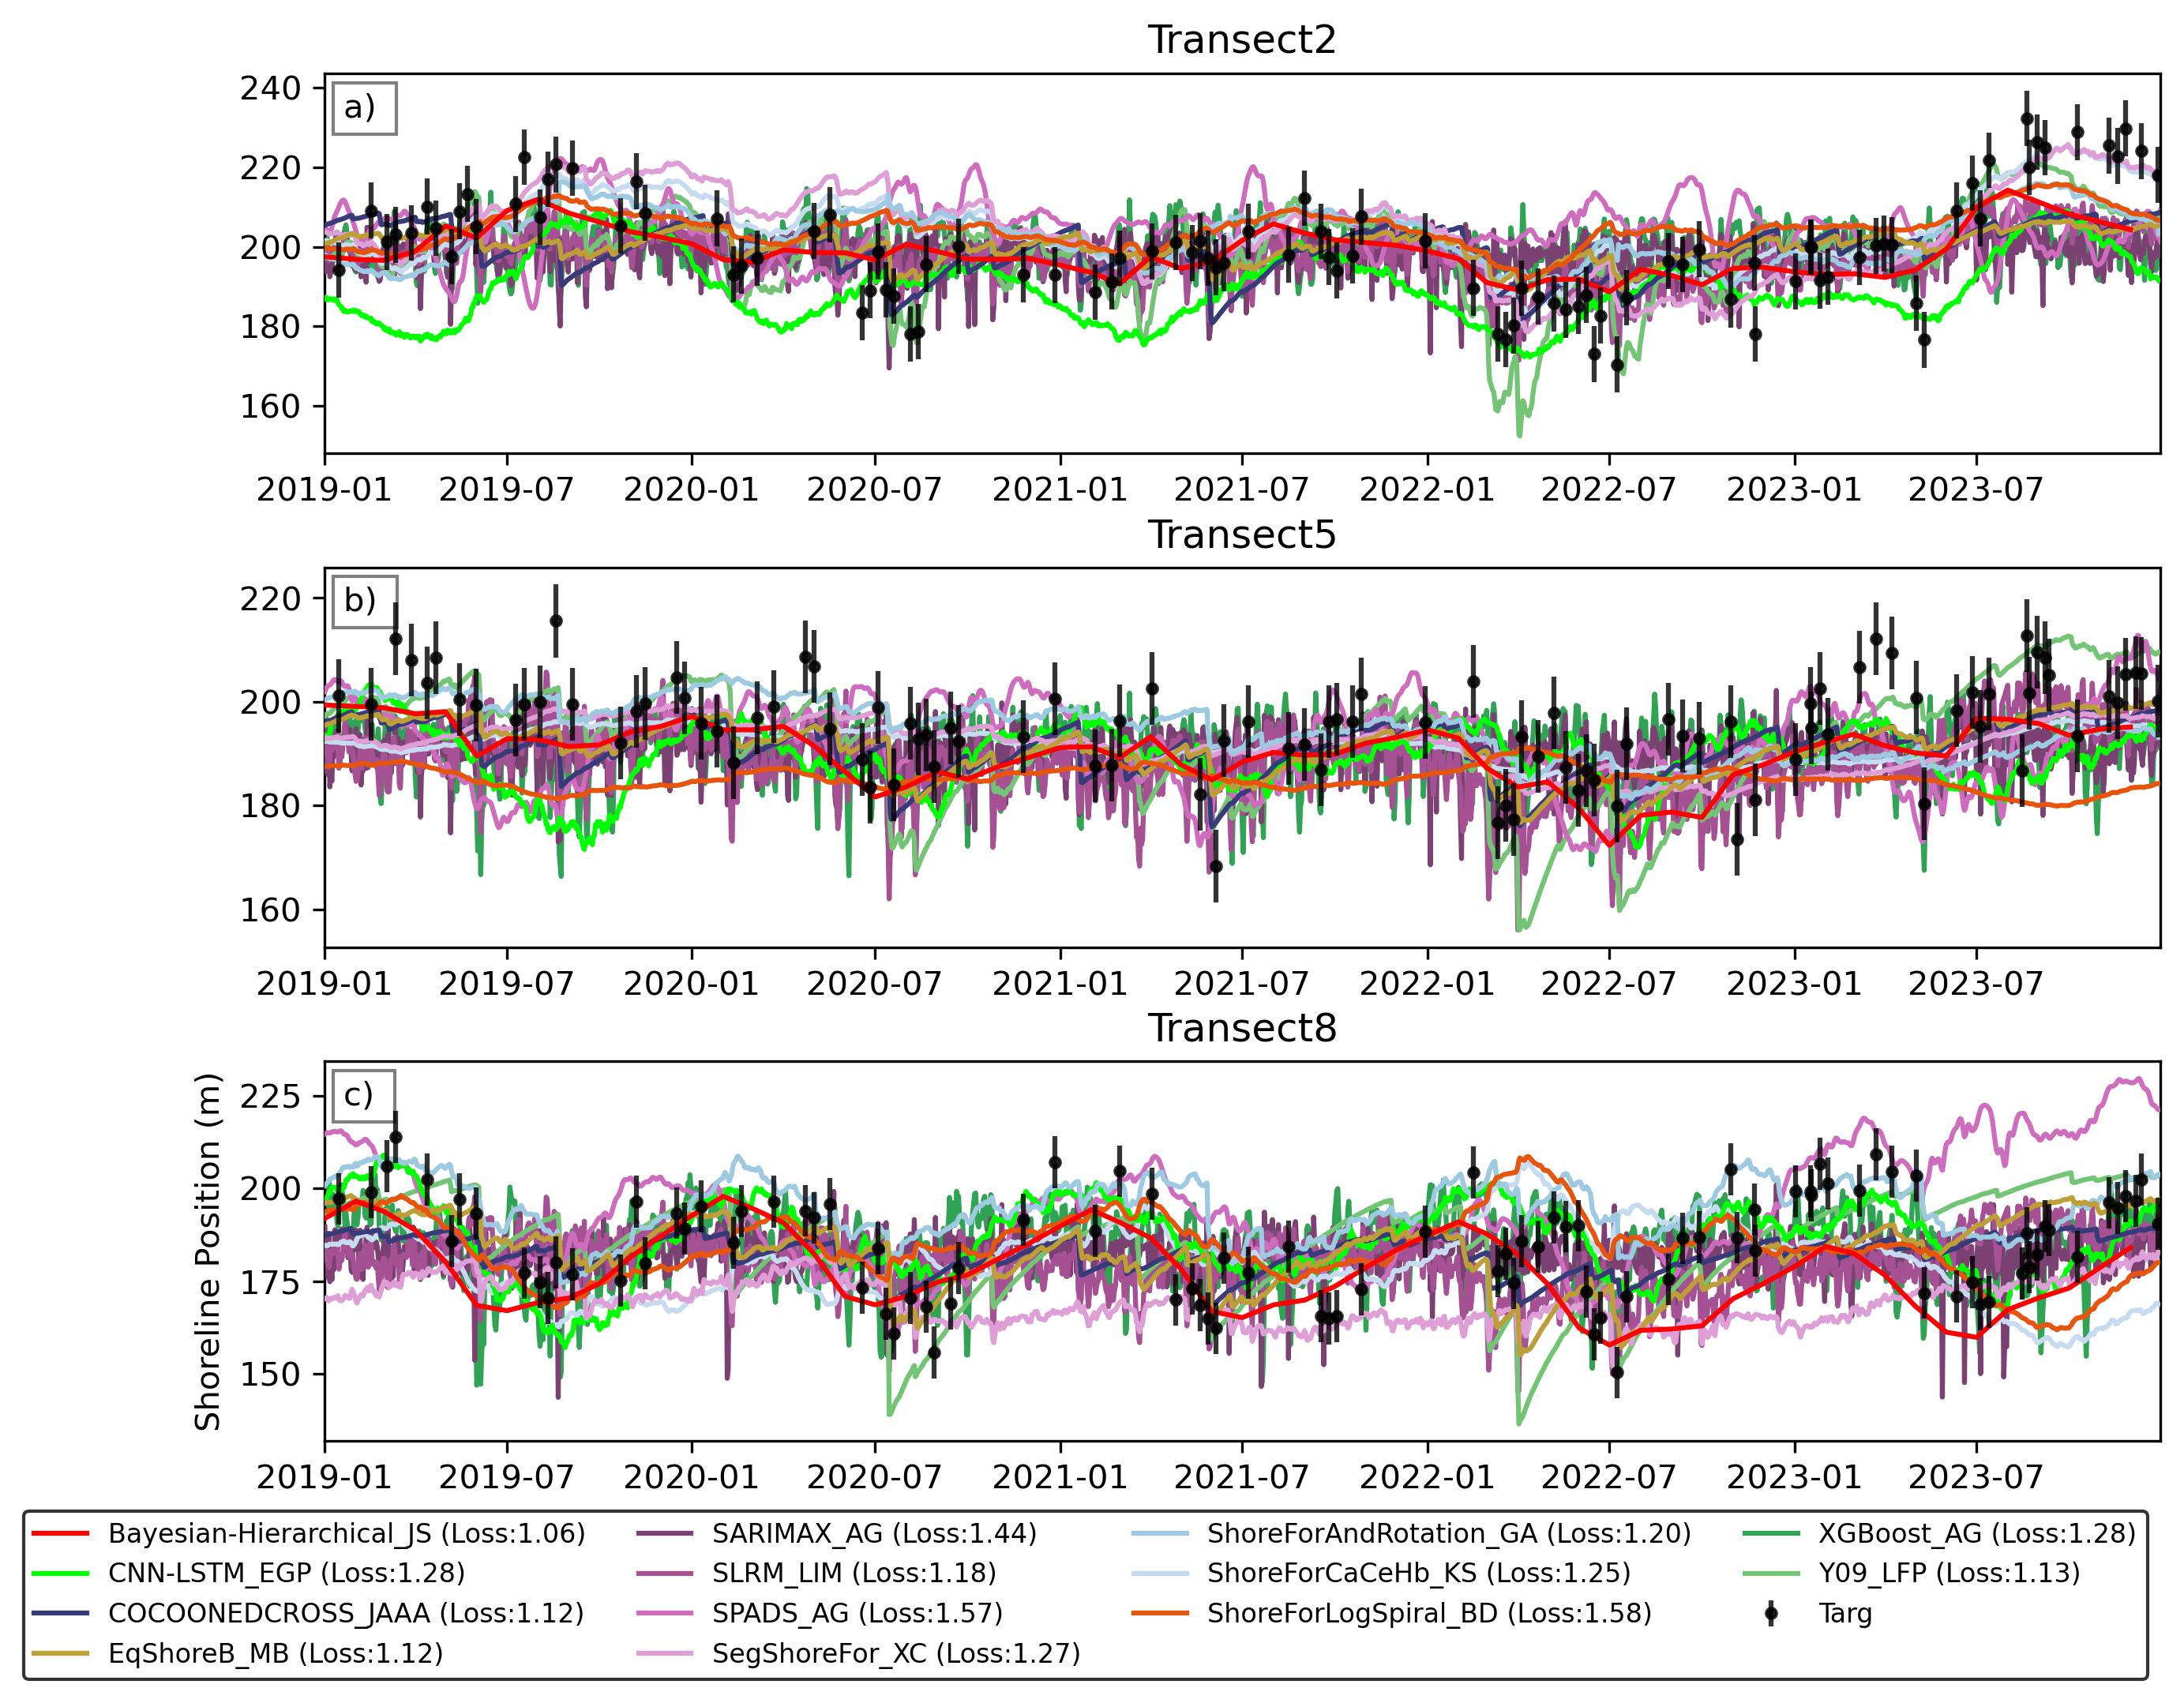 Transect2
a)
240
220
200
180
160
2019-01 2019-07 2020-01 2020-07 2021-01 2021-07 2022-01 2022-07 2023-01 2023-07
Transect5
b)
220
200
180
160
2019-01 2019-07 2020-01 2020-07 2021-01 2021-07 2022-01 2022-07 2023-01 2023-07
Transect8
c)
Shoreline Position (m)
225
200
175
150
2019-01 2019-07 2020-01 2020-07 2021-01 2021-07 2022-01 2022-07 2023-01 2023-07
Bayesian-Hierarchical_JS (Loss:1.06)
CNN-LSTM_EGP (Loss:1.28)
COCOONEDCROSS_JAAA (Loss:1.12)
EqShoreB_MB (Loss:1.12)
SARIMAX_AG (Loss:1.44)
SLRM_LIM (Loss:1.18)
SPADS_AG (Loss:1.57)
SegShoreFor_XC (Loss:1.27)
ShoreForAndRotation_GA (Loss:1.20)
ShoreForCaCeHb_KS (Loss:1.25)
ShoreForLogSpiral_BD (Loss:1.58)
XGBoost_AG (Loss:1.28)
Y09_LFP (Loss:1.13)
Targ